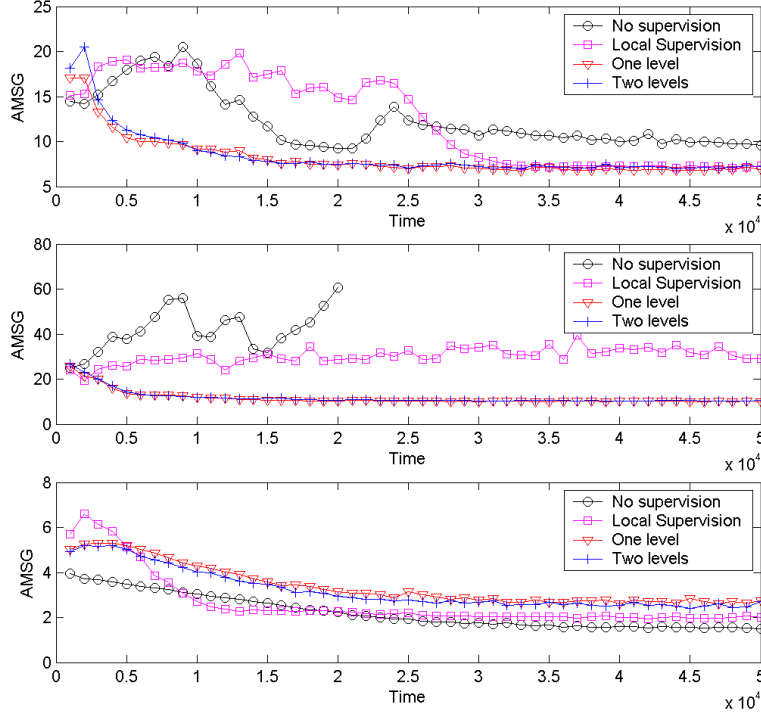 25
20
15
10
5
AMSG
No supervision
Local Supervision
One level
Two levels
0 0.5 1 1.5 2 2.5 3 3.5 4 4.5 5
Time
x 10^4
80
60
40
20
0
AMSG
No supervision
Local Supervision
One level
Two levels
0 0.5 1 1.5 2 2.5 3 3.5 4 4.5 5
Time
x 10^4
8
6
4
2
0
AMSG
No supervision
Local Supervision
One level
Two levels
0 0.5 1 1.5 2 2.5 3 3.5 4 4.5 5
Time
x 10^4